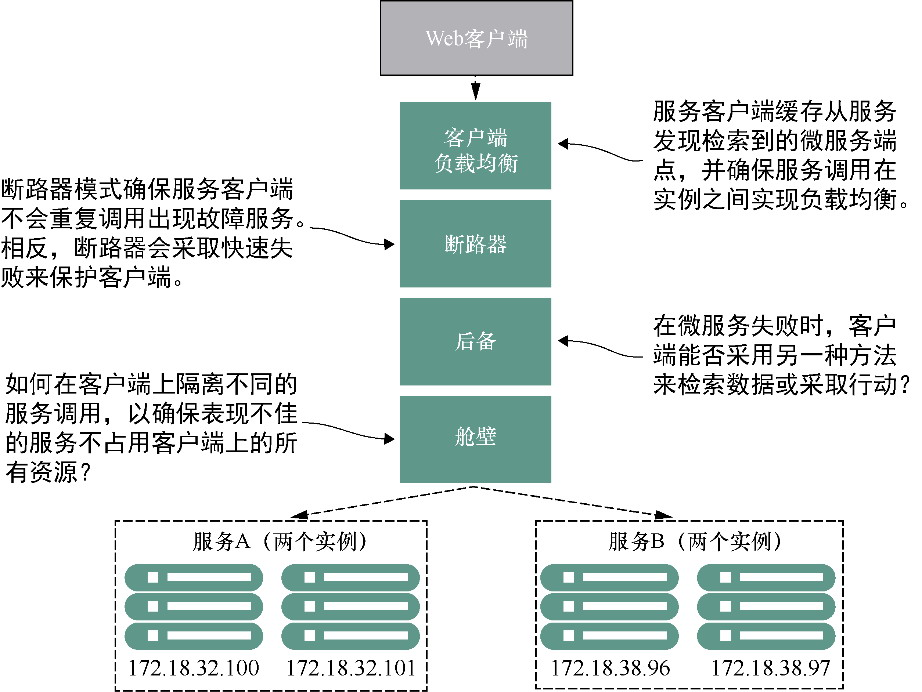 Web客户端
客户端
负载均衡
服务客户端缓存从服务
发现检索到的微服务端
点，并确保服务调用在
实例之间实现负载均衡。
断路器模式确保服务客户端
不会重复调用出现故障服务。
相反，断路器会采取快速失
败来保护客户端。
断路器
后备
在微服务失败时，客户
端能否采用另一种方法
来检索数据或采取行动？
如何在客户端上隔离不同的
服务调用，以确保表现不佳
的服务不占用客户端上的所
有资源？
舱壁
服务A（两个实例）
172.18.32.100
172.18.32.101
服务B（两个实例）
172.18.38.96
172.18.38.97